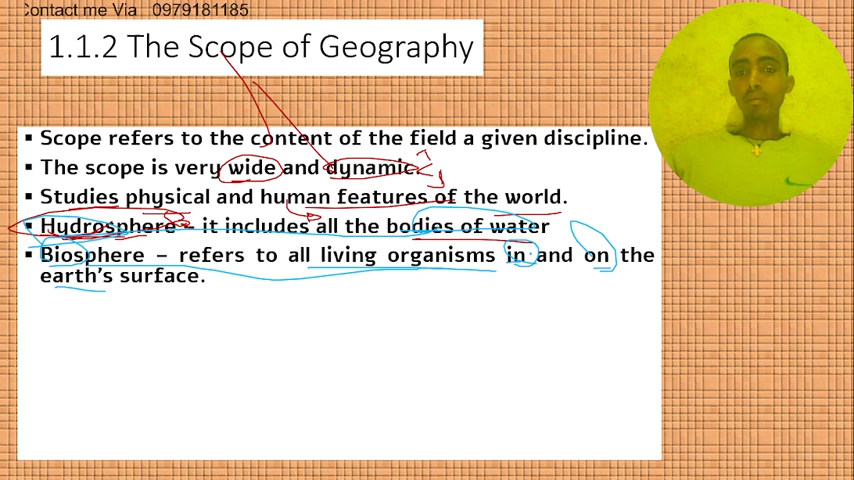 Contact me Via 0979181185
1.1.2 The Scope of Geography
▪ Scope refers to the content of the field a given discipline.
▪ The scope is very wide and dynamic.
▪ Studies physical and human features of the world.
▪ Hydrosphere – it includes all the bodies of water
▪ Biosphere – refers to all living organisms in and on the
earth's surface.